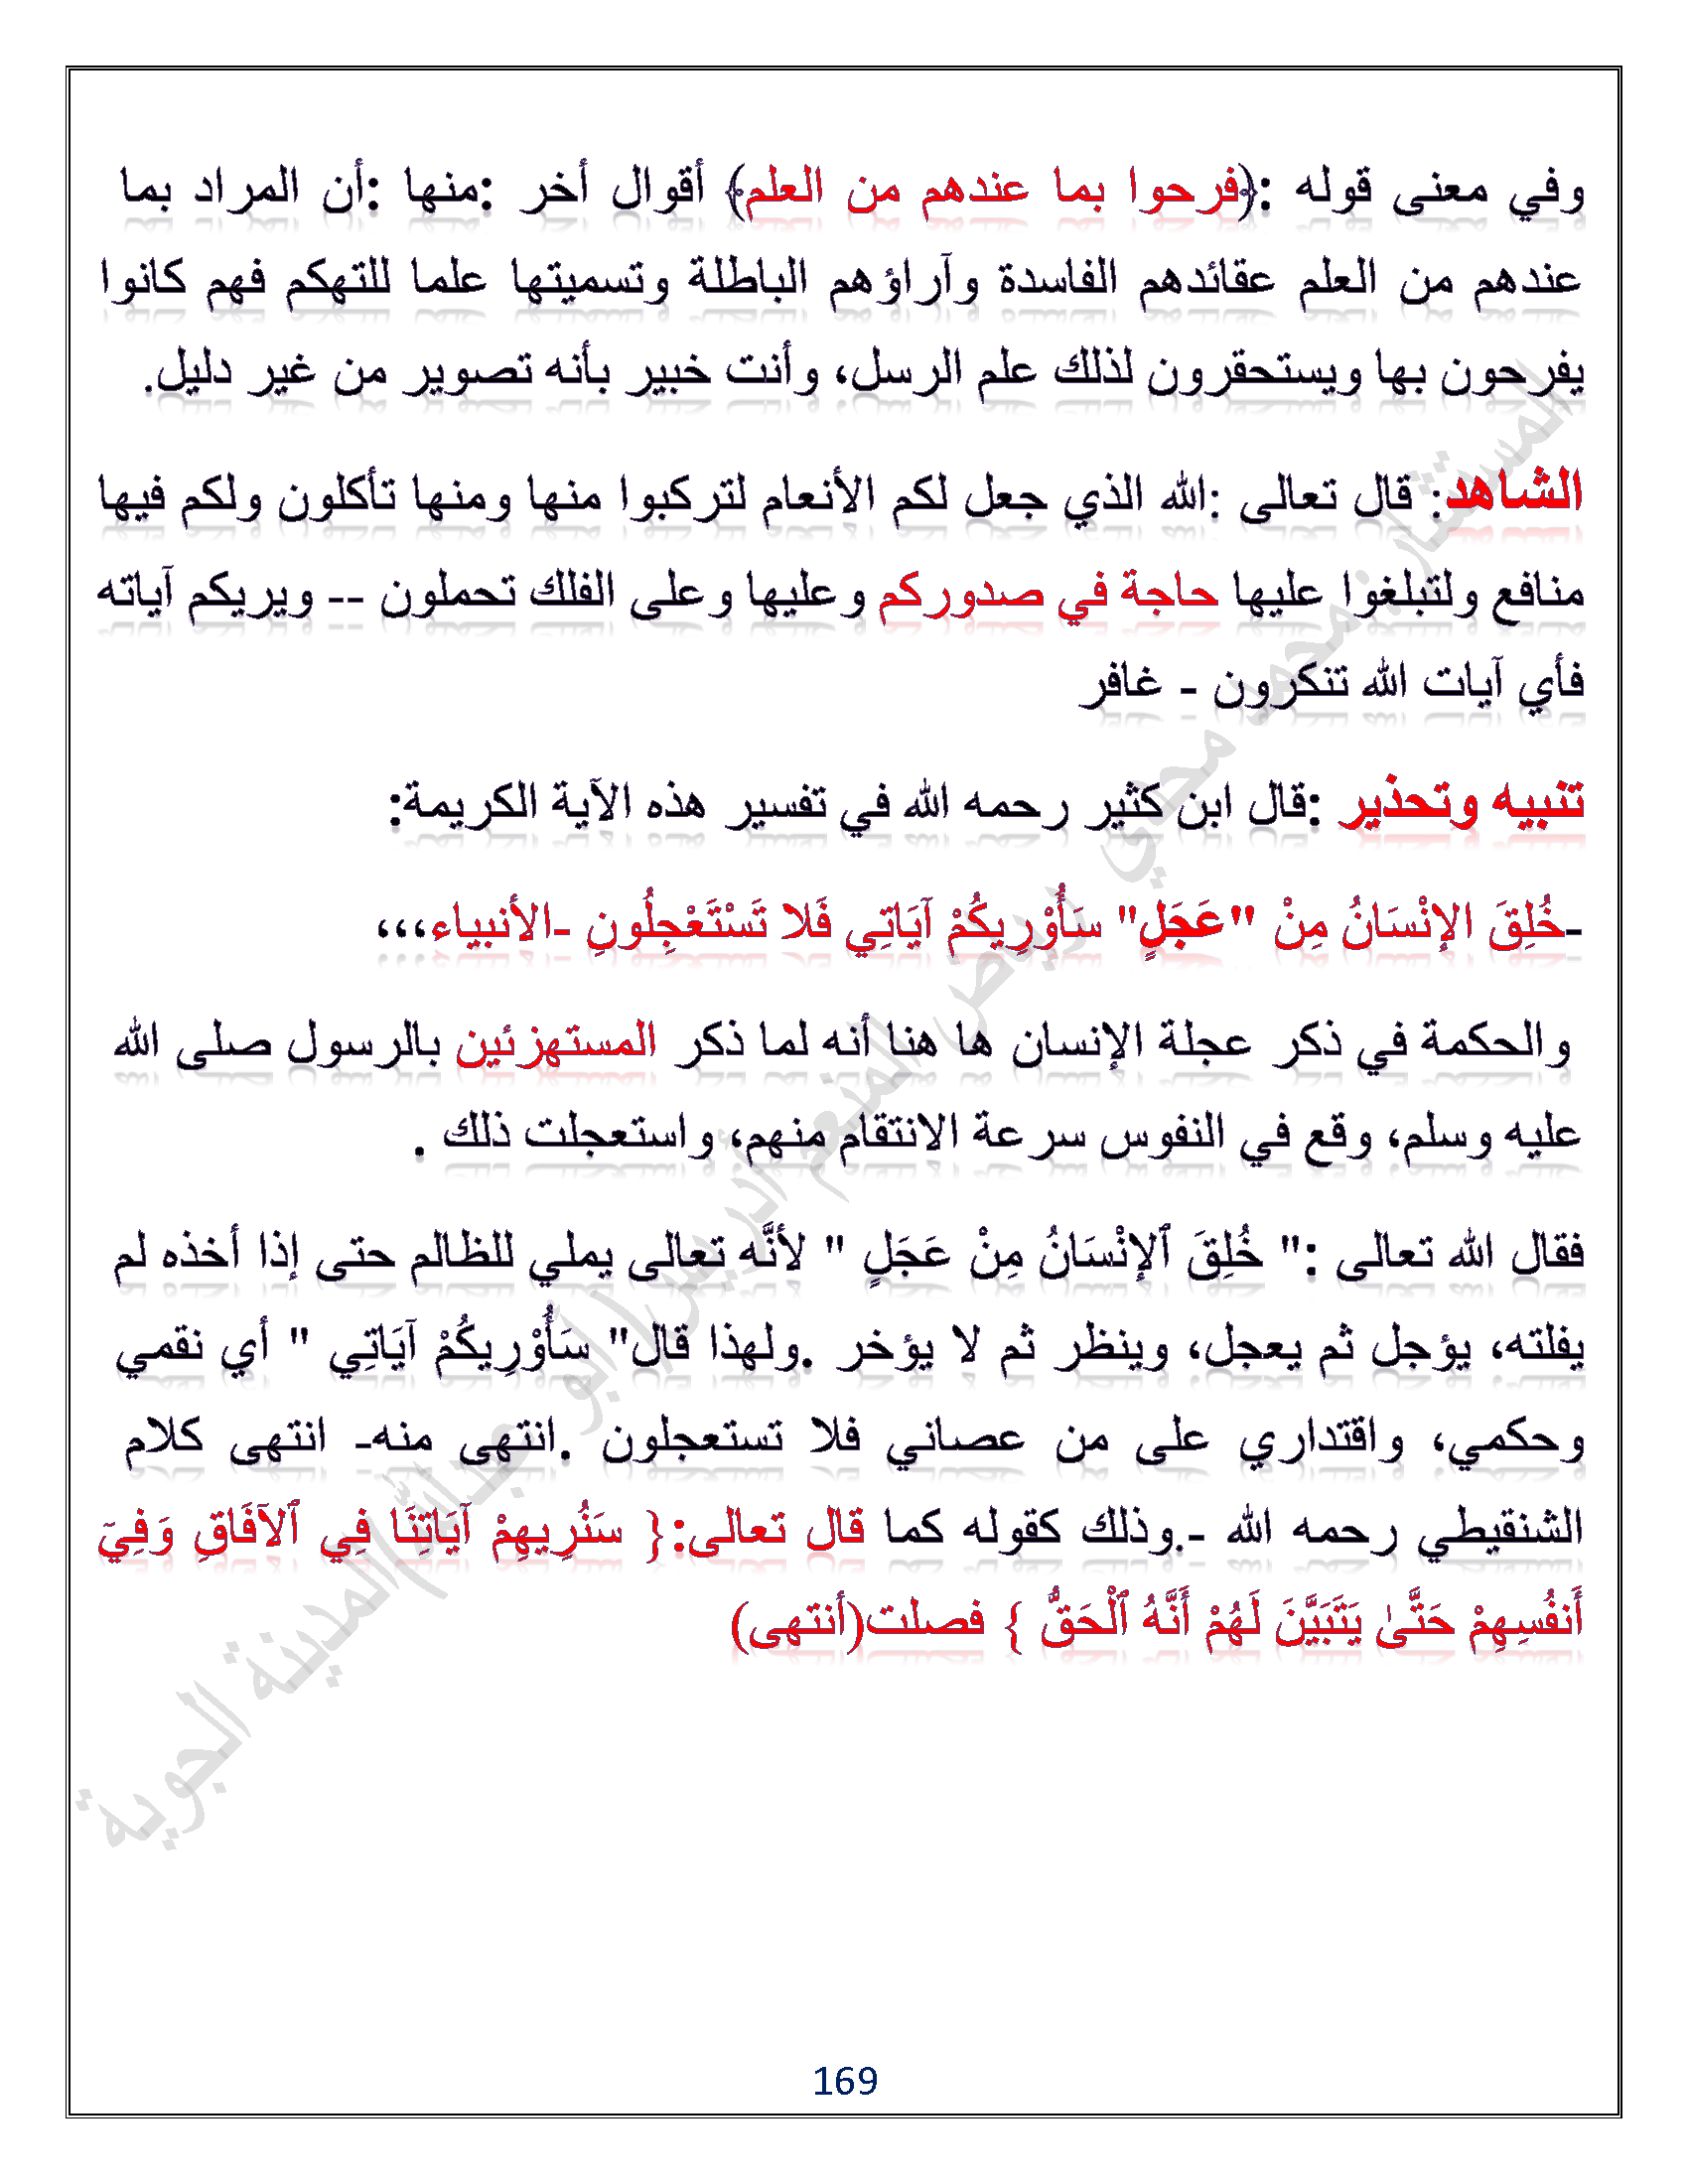 وفي معنى قوله :﴿فرحوا بما عندهم من العلم﴾ أقوال أخر :منها :أن المراد بما
عندهم من العلم عقائدهم الفاسدة وآراؤهم الباطلة وتسميتها علما للتهكم فهم كانوا
يفرحون بها ويستحقرون لذلك علم الرسل، وأنت خبير بأنه تصوير من غير دليل.
الشاهد: قال تعالى :الله الذي جعل لكم الأنعام لتركبوا منها ومنها تأكلون ولكم فيها
منافع ولتبلغوا عليها حاجة في صدوركم وعليها وعلى الفلك تحملون -- ويريكم آياته
فأي آيات الله تنكرون - غافر
تنبيه وتحذير :قال ابن كثير رحمه الله في تفسير هذه الآية الكريمة:
-خُلِقَ الإنْسَانُ مِنْ "عَجَلٍ" سَأُوْرِيكُمْ آيَاتِي فَلا تَسْتَعْجِلُونِ -الأنبياء،،،
والحكمة في ذكر عجلة الإنسان ها هنا أنه لما ذكر المستهزئين بالرسول صلى الله
عليه وسلم، وقع في النفوس سرعة الانتقام منهم، واستعجلت ذلك .
فقال الله تعالى :" خُلِقَ ٱلإنْسَانُ مِنْ عَجَلٍ " لأنَّه تعالى يملي للظالم حتى إذا أخذه لم
يفلته، يؤجل ثم يعجل، وينظر ثم لا يؤخر .ولهذا قال" سَأُوْرِيكُمْ آيَاتِي " أي نقمي
وحكمي، واقتداري على من عصاني فلا تستعجلون .انتهى منه- انتهى كلام
الشنقيطي رحمه الله -.وذلك كقوله كما قال تعالى:{ سَنُرِيهِمْ آيَاتِنَا فِي ٱلآفَاقِ وَفِيۤ
أَنفُسِهِمْ حَتَّىٰ يَتَبَيَّنَ لَهُمْ أَنَّهُ ٱلْحَقُّ } فصلت(أنتهى)
169